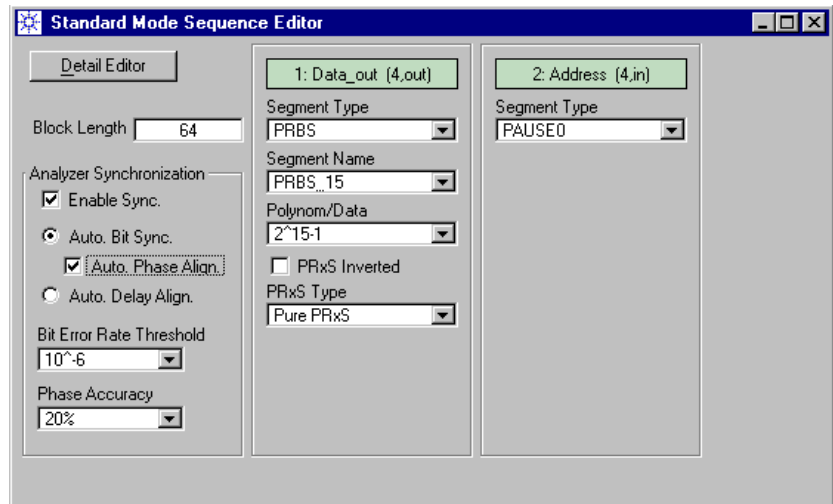 Standard Mode Sequence Editor
Detail Editor
Block Length 64
Analyzer Synchronization
Enable Sync.
Auto. Bit Sync.
Auto. Phase Align.
Auto. Delay Align.
Bit Error Rate Threshold
10^-6
Phase Accuracy
20%
1: Data_out (4,out)
Segment Type
PRBS
Segment Name
PRBS_15
Polynom/Data
2^15-1
PRxS Inverted
PRxS Type
Pure PRxS
2: Address (4,in)
Segment Type
PAUSE0